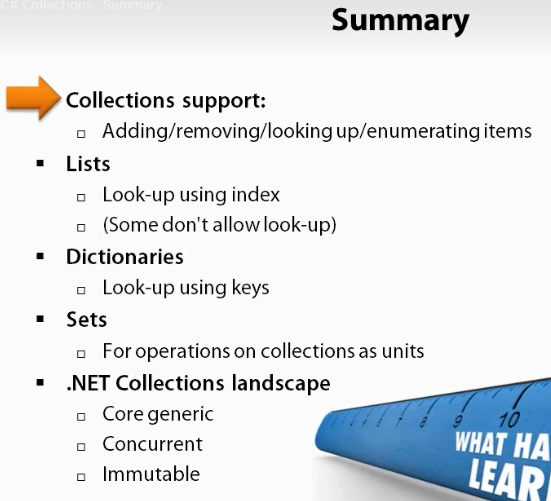 C# Collections : Summary
Summary
Collections support:
Adding/removing/looking up/enumerating items
Lists
Look-up using index
(Some don't allow look-up)
Dictionaries
Look-up using keys
Sets
For operations on collections as units
.NET Collections landscape
Core generic
Concurrent
Immutable
7 8 9 10
WHAT HA
LEAR